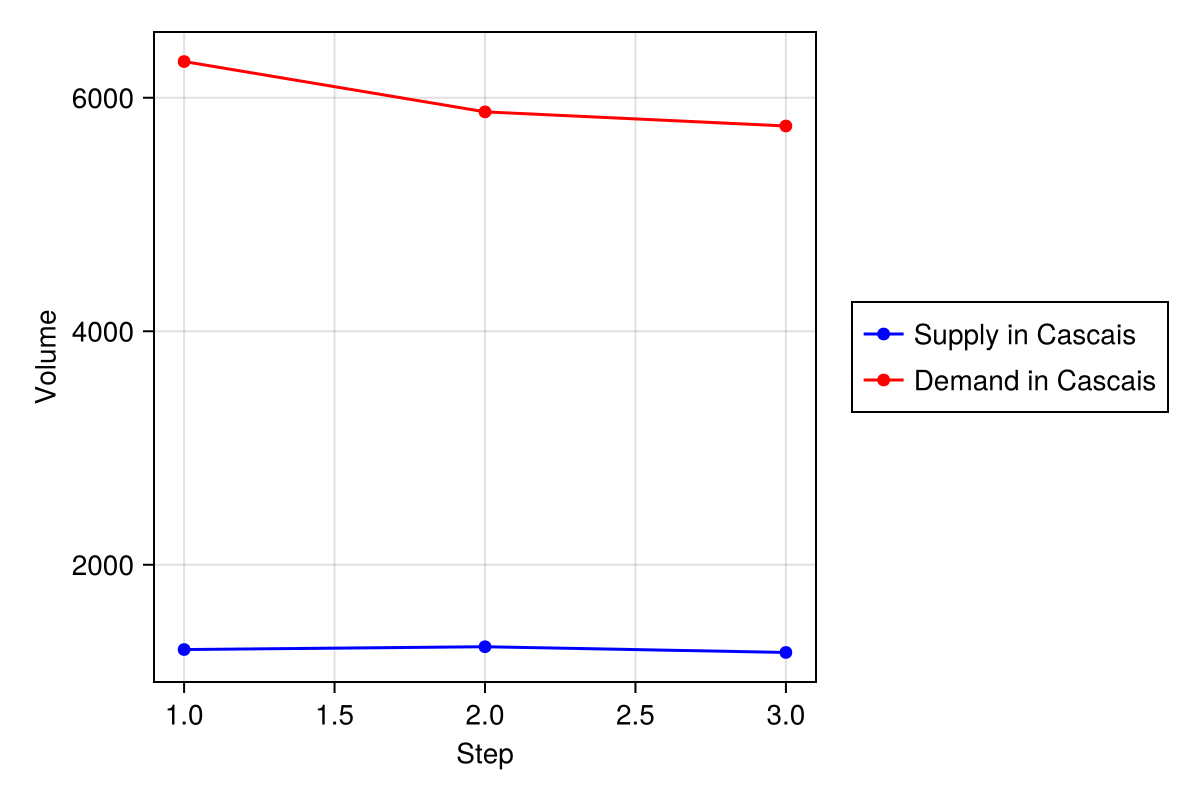 6000
4000
2000
Volume
1.0 1.5 2.0 2.5 3.0
Step
Supply in Cascais
Demand in Cascais